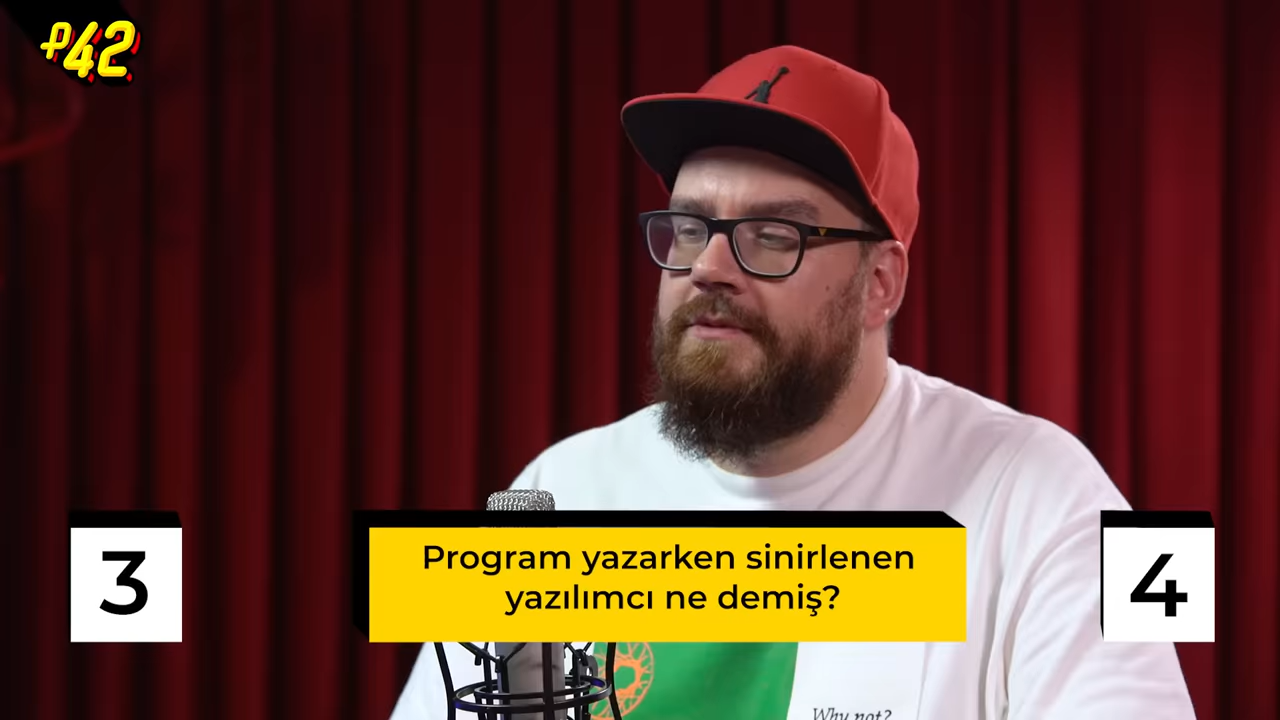 P42
3
Program yazarken sinirlenen
yazılımcı ne demiş?
4
Why not?